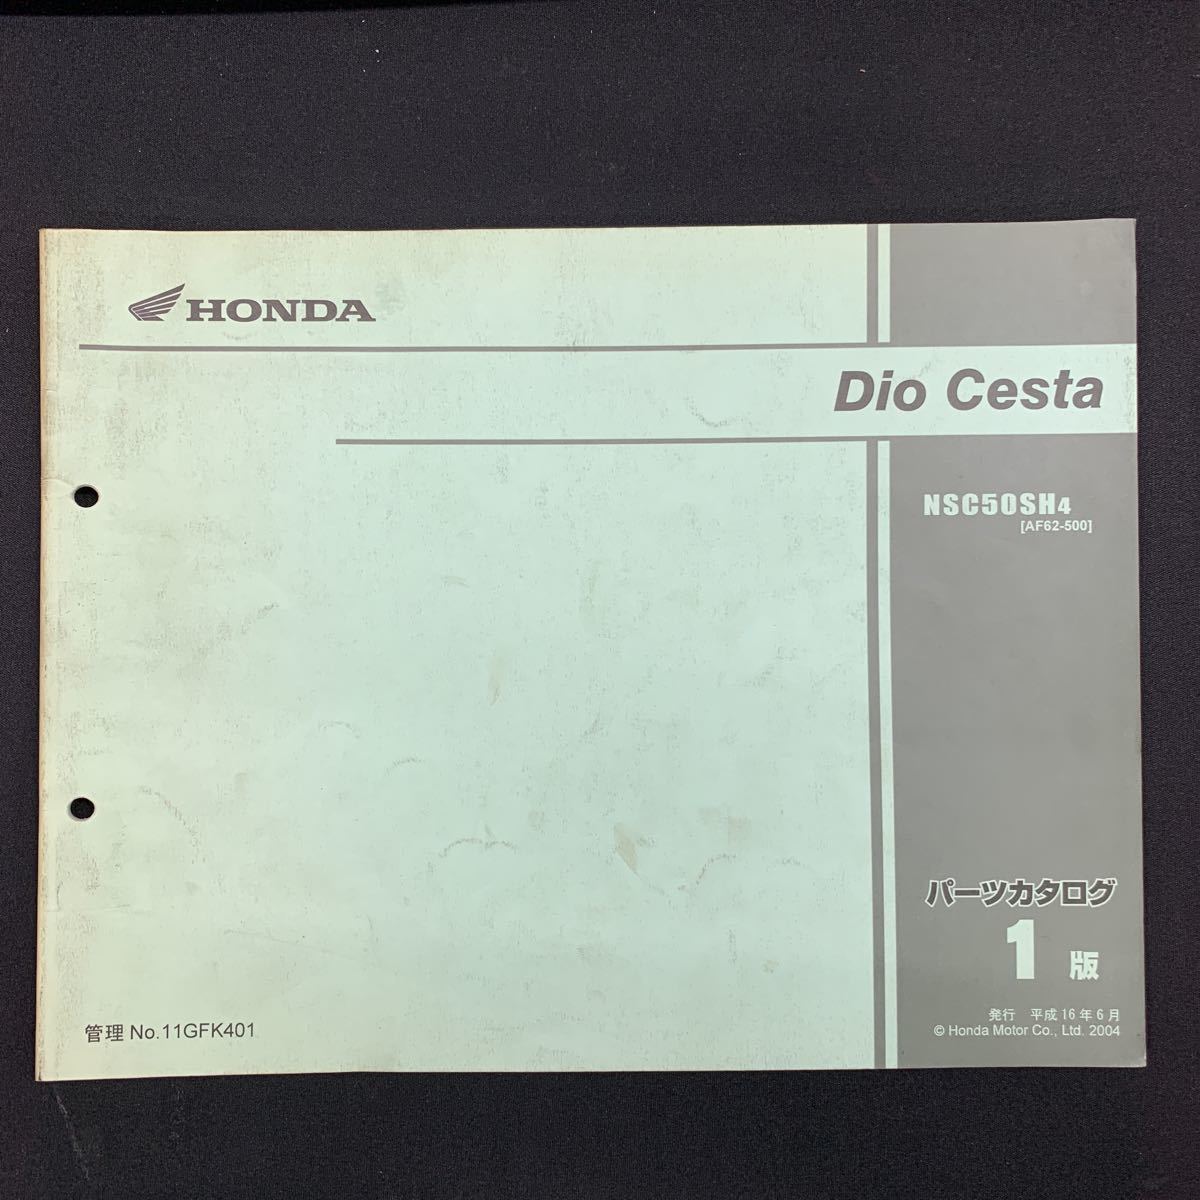 HONDA
Dio Cesta
NSC50SH4
[AF62-500]
パーツカタログ
1 版
発行 平成16年6月
© Honda Motor Co., Ltd. 2004
管理 No.11GFK401